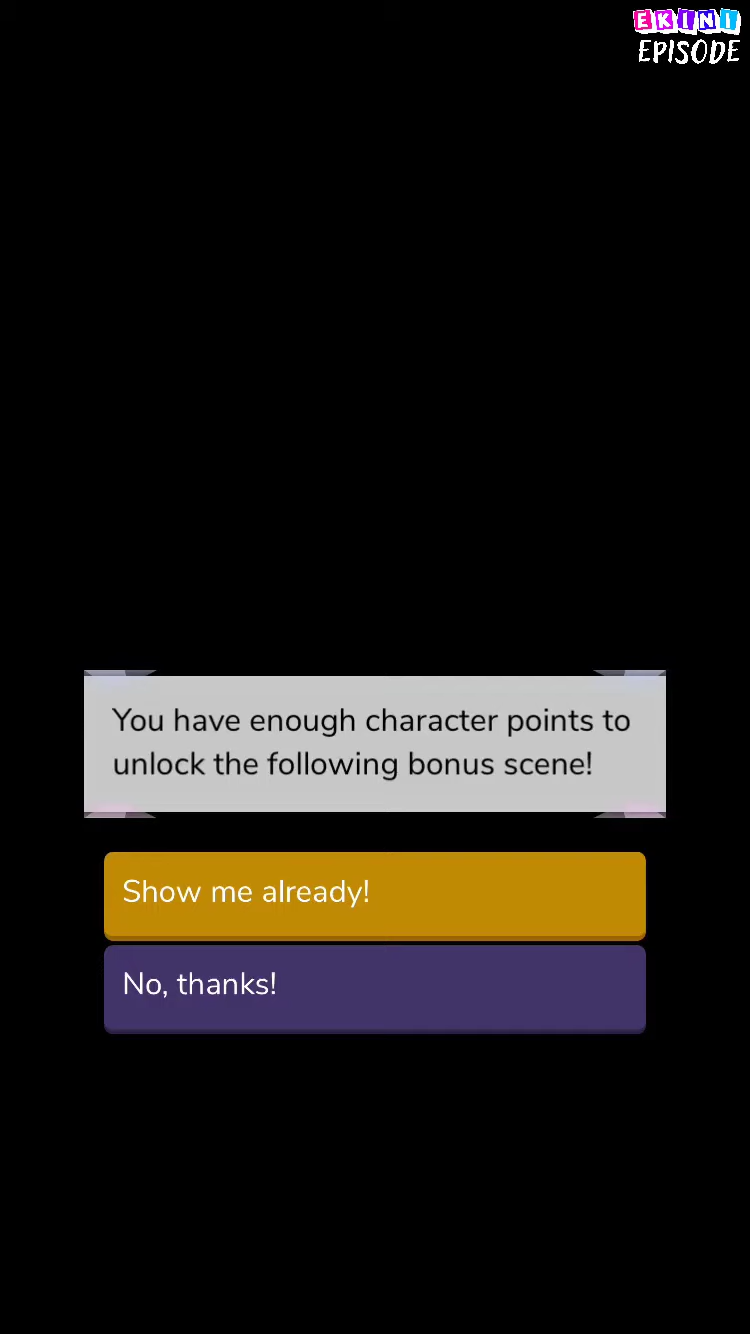 EKINI
EPISODE
You have enough character points to
unlock the following bonus scene!
Show me already!
No, thanks!